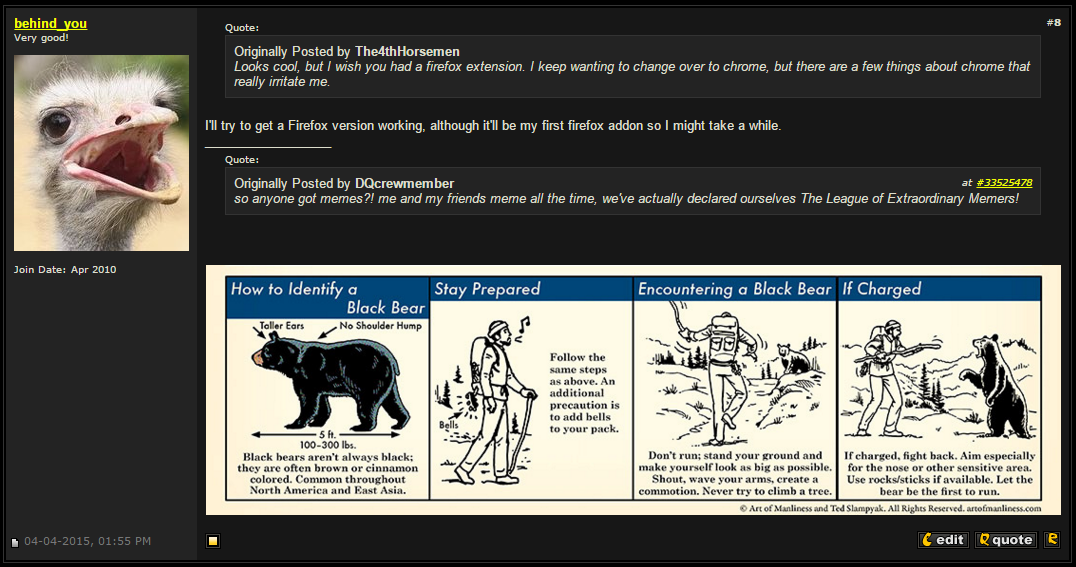 behind_you
Very good!
Join Date: Apr 2010
04-04-2015, 01:55 PM
#8
Quote:
Originally Posted by The4thHorsemen
Looks cool, but I wish you had a firefox extension. I keep wanting to change over to chrome, but there are a few things about chrome that
really irritate me.
I'll try to get a Firefox version working, although it'll be my first firefox addon so I might take a while.
Quote:
Originally Posted by DQcrewmember
at #33525478
so anyone got memes?! me and my friends meme all the time, we've actually declared ourselves The League of Extraordinary Memers!
How to Identify a
Black Bear
Taller Ears
No Shoulder Hump
5 ft.
100-300 lbs.
Black bears aren't always black;
they are often brown or cinnamon
colored. Common throughout
North America and East Asia.
Stay Prepared
Bells
Follow the
same steps
as above. An
additional
precaution is
to add bells
to your pack.
Encountering a Black Bear
Don't run; stand your ground and
make yourself look as big as possible.
Shout, wave your arms, create a
commotion. Never try to climb a tree.
If Charged
If charged, fight back. Aim especially
for the nose or other sensitive area.
Use rocks/sticks if available. Let the
bear be the first to run.
© Art of Manliness and Ted Slampyak. All Rights Reserved. artofmanliness.com
edit
quote